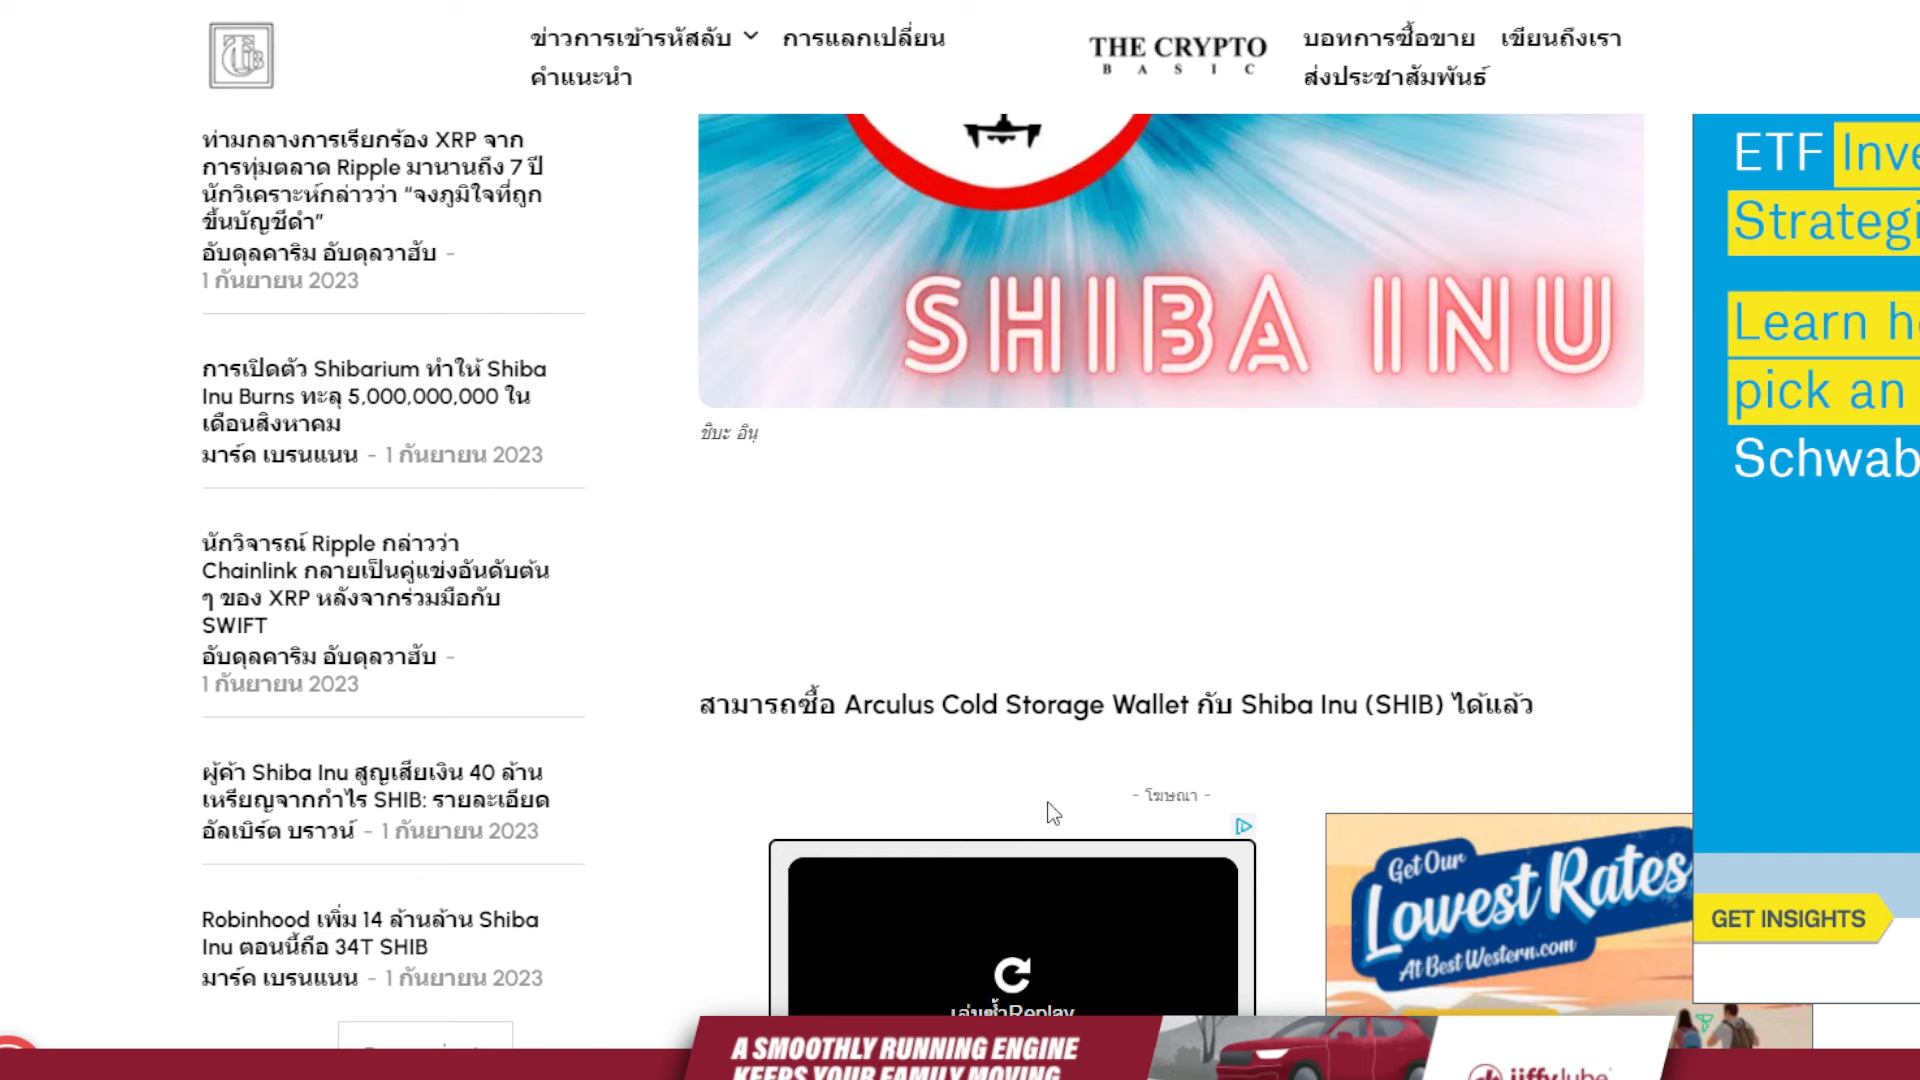 ข่าวการเข้ารหัสลับ
การแลกเปลี่ยน
คำแนะนำ
THE CRYPTO
BASIC
บอทการซื้อขาย
เขียนถึงเรา
ส่งประชาสัมพันธ์
ท่ามกลางการเรียกร้อง XRP จาก
การทุ่มตลาด Ripple มานานถึง 7 ปี
นักวิเคราะห์กล่าวว่า "จงภูมิใจที่ถูก
ขึ้นบัญชีดำ"
อับดุลคาริม อับดุลวาฮับ -
1 กันยายน 2023
การเปิดตัว Shibarium ทำให้ Shiba
Inu Burns ทะลุ 5,000,000,000 ใน
เดือนสิงหาคม
มาร์ค เบรนแนน - 1 กันยายน 2023
นักวิจารณ์ Ripple กล่าวว่า
Chainlink กลายเป็นคู่แข่งอันดับต้น
ๆ ของ XRP หลังจากร่วมมือกับ
SWIFT
อับดุลคาริม อับดุลวาฮับ -
1 กันยายน 2023
ผู้ค้า Shiba Inu สูญเสียเงิน 40 ล้าน
เหรียญจากกำไร SHIB: รายละเอียด
อัลเบิร์ต บราวน์ - 1 กันยายน 2023
Robinhood เพิ่ม 14 ล้านล้าน Shiba
Inu ตอนนี้ถือ 34T SHIB
มาร์ค เบรนแนน - 1 กันยายน 2023
SHIBA INU
ชิบะ อินุ
สามารถซื้อ Arculus Cold Storage Wallet กับ Shiba Inu (SHIB) ได้แล้ว
- โฆษณา -
เล่นซ้ำReplay
Get Our
Lowest Rates
At BestWestern.com
ETF Inve
Strategi
Learn h
pick an
Schwab
GET INSIGHTS
A SMOOTHLY RUNNING ENGINE
KEEPS YOUR FAMILY MOVING
jiffylube